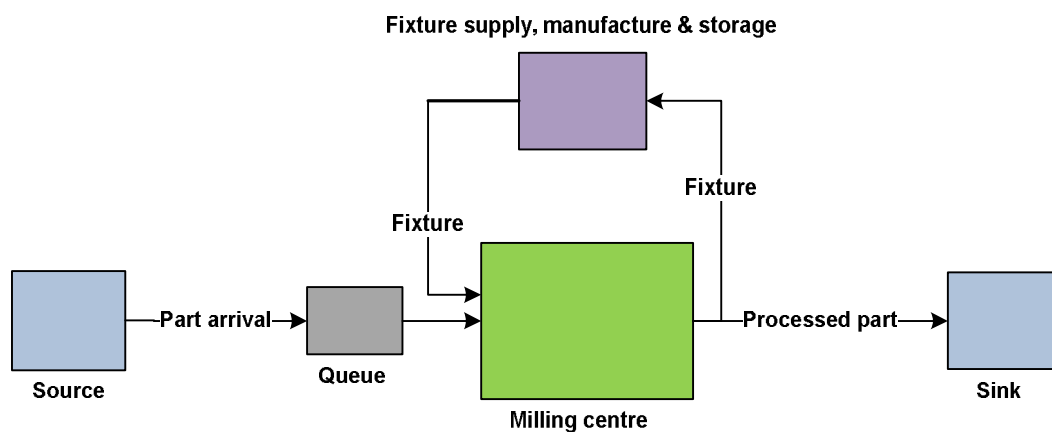 Fixture supply, manufacture & storage
Fixture
Fixture
Part arrival
Processed part
Source
Queue
Milling centre
Sink